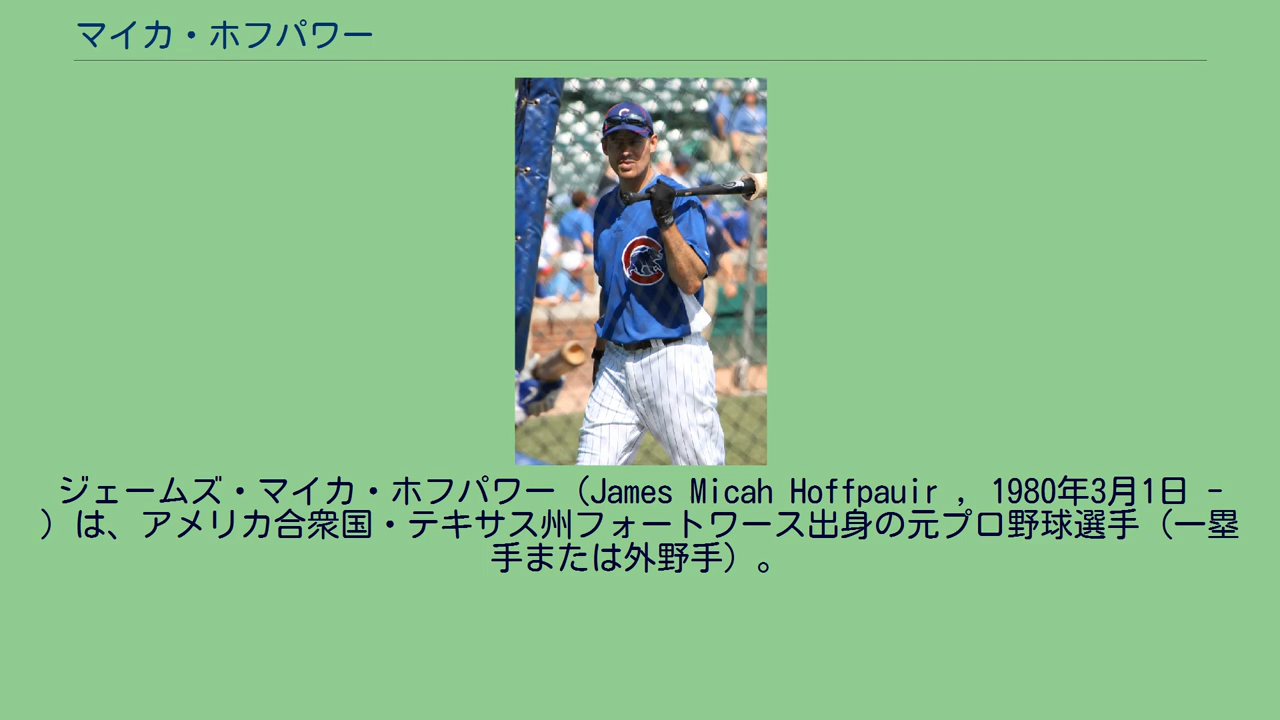 マイカ・ホフパワー
ジェームズ・マイカ・ホフパワー（James Micah Hoffpauir , 1980年3月1日 -
）は、アメリカ合衆国・テキサス州フォートワース出身の元プロ野球選手（一塁
手または外野手）。